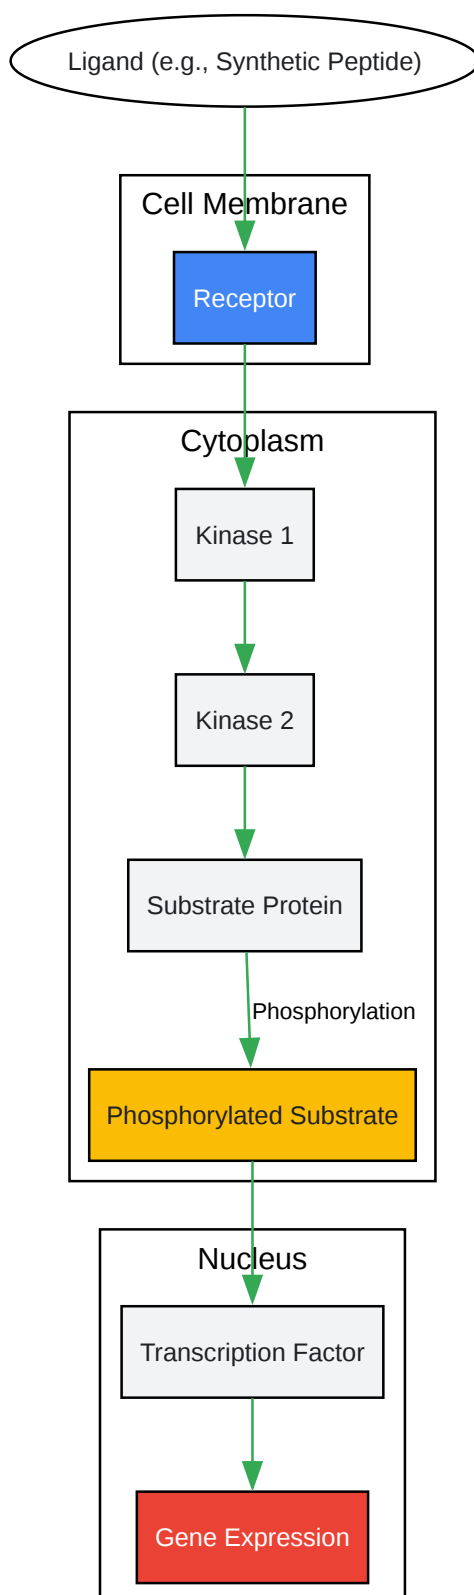 Ligand (e.g., Synthetic Peptide)
Cell Membrane
Receptor
Cytoplasm
Kinase 1
Kinase 2
Substrate Protein
Phosphorylation
Phosphorylated Substrate
Nucleus
Transcription Factor
Gene Expression